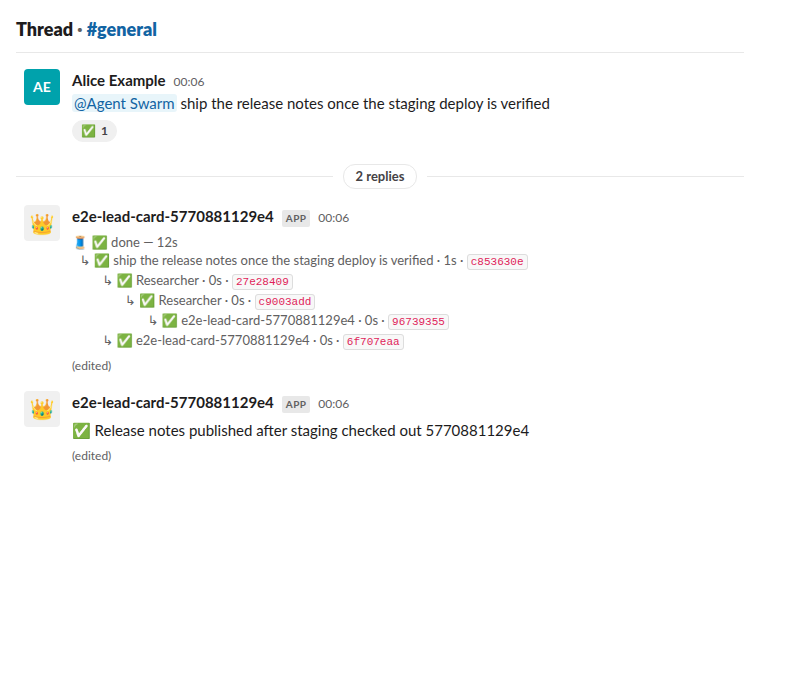 Thread • #general
AE
Alice Example 00:06
@Agent Swarm ship the release notes once the staging deploy is verified
✅ 1
2 replies
e2e-lead-card-5770881129e4 APP 00:06
🧵 ✅ done — 12s
↳ ✅ ship the release notes once the staging deploy is verified · 1s · c853630e
↳ ✅ Researcher · 0s · 27e28409
↳ ✅ Researcher · 0s · c9003add
↳ ✅ e2e-lead-card-5770881129e4 · 0s · 96739355
↳ ✅ e2e-lead-card-5770881129e4 · 0s · 6f707eaa
(edited)
e2e-lead-card-5770881129e4 APP 00:06
✅ Release notes published after staging checked out 5770881129e4
(edited)